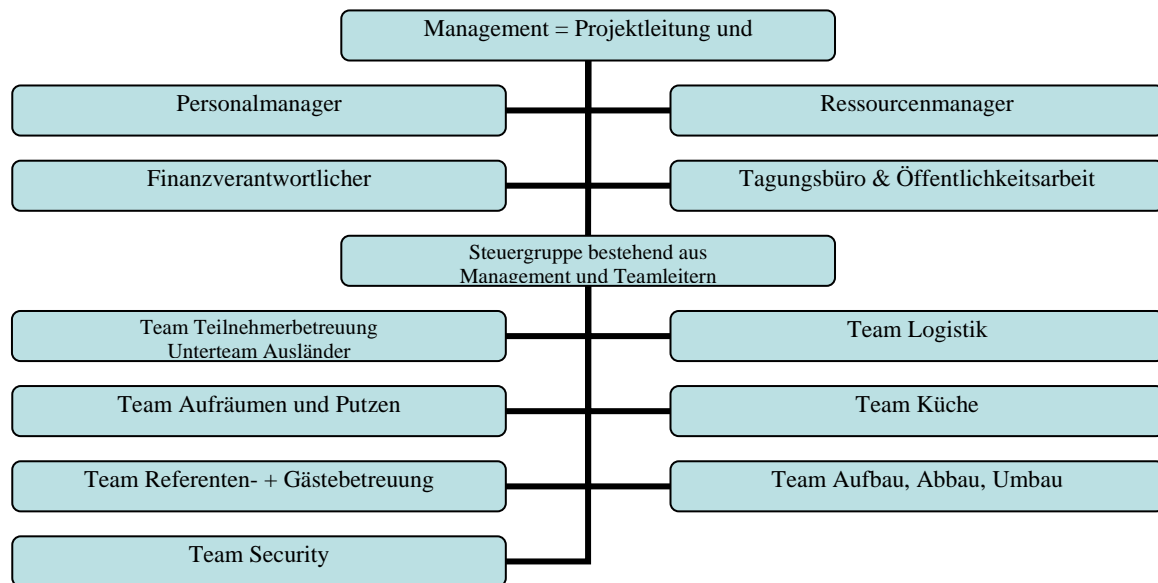 Management = Projektleitung und
Personalmanager
Ressourcenmanager
Finanzverantwortlicher
Tagungsbüro & Öffentlichkeitsarbeit
Steuergruppe bestehend aus
Management und Teamleitern
Team Teilnehmerbetreuung
Unterteam Ausländer
Team Logistik
Team Aufräumen und Putzen
Team Küche
Team Referenten- + Gästebetreuung
Team Aufbau, Abbau, Umbau
Team Security